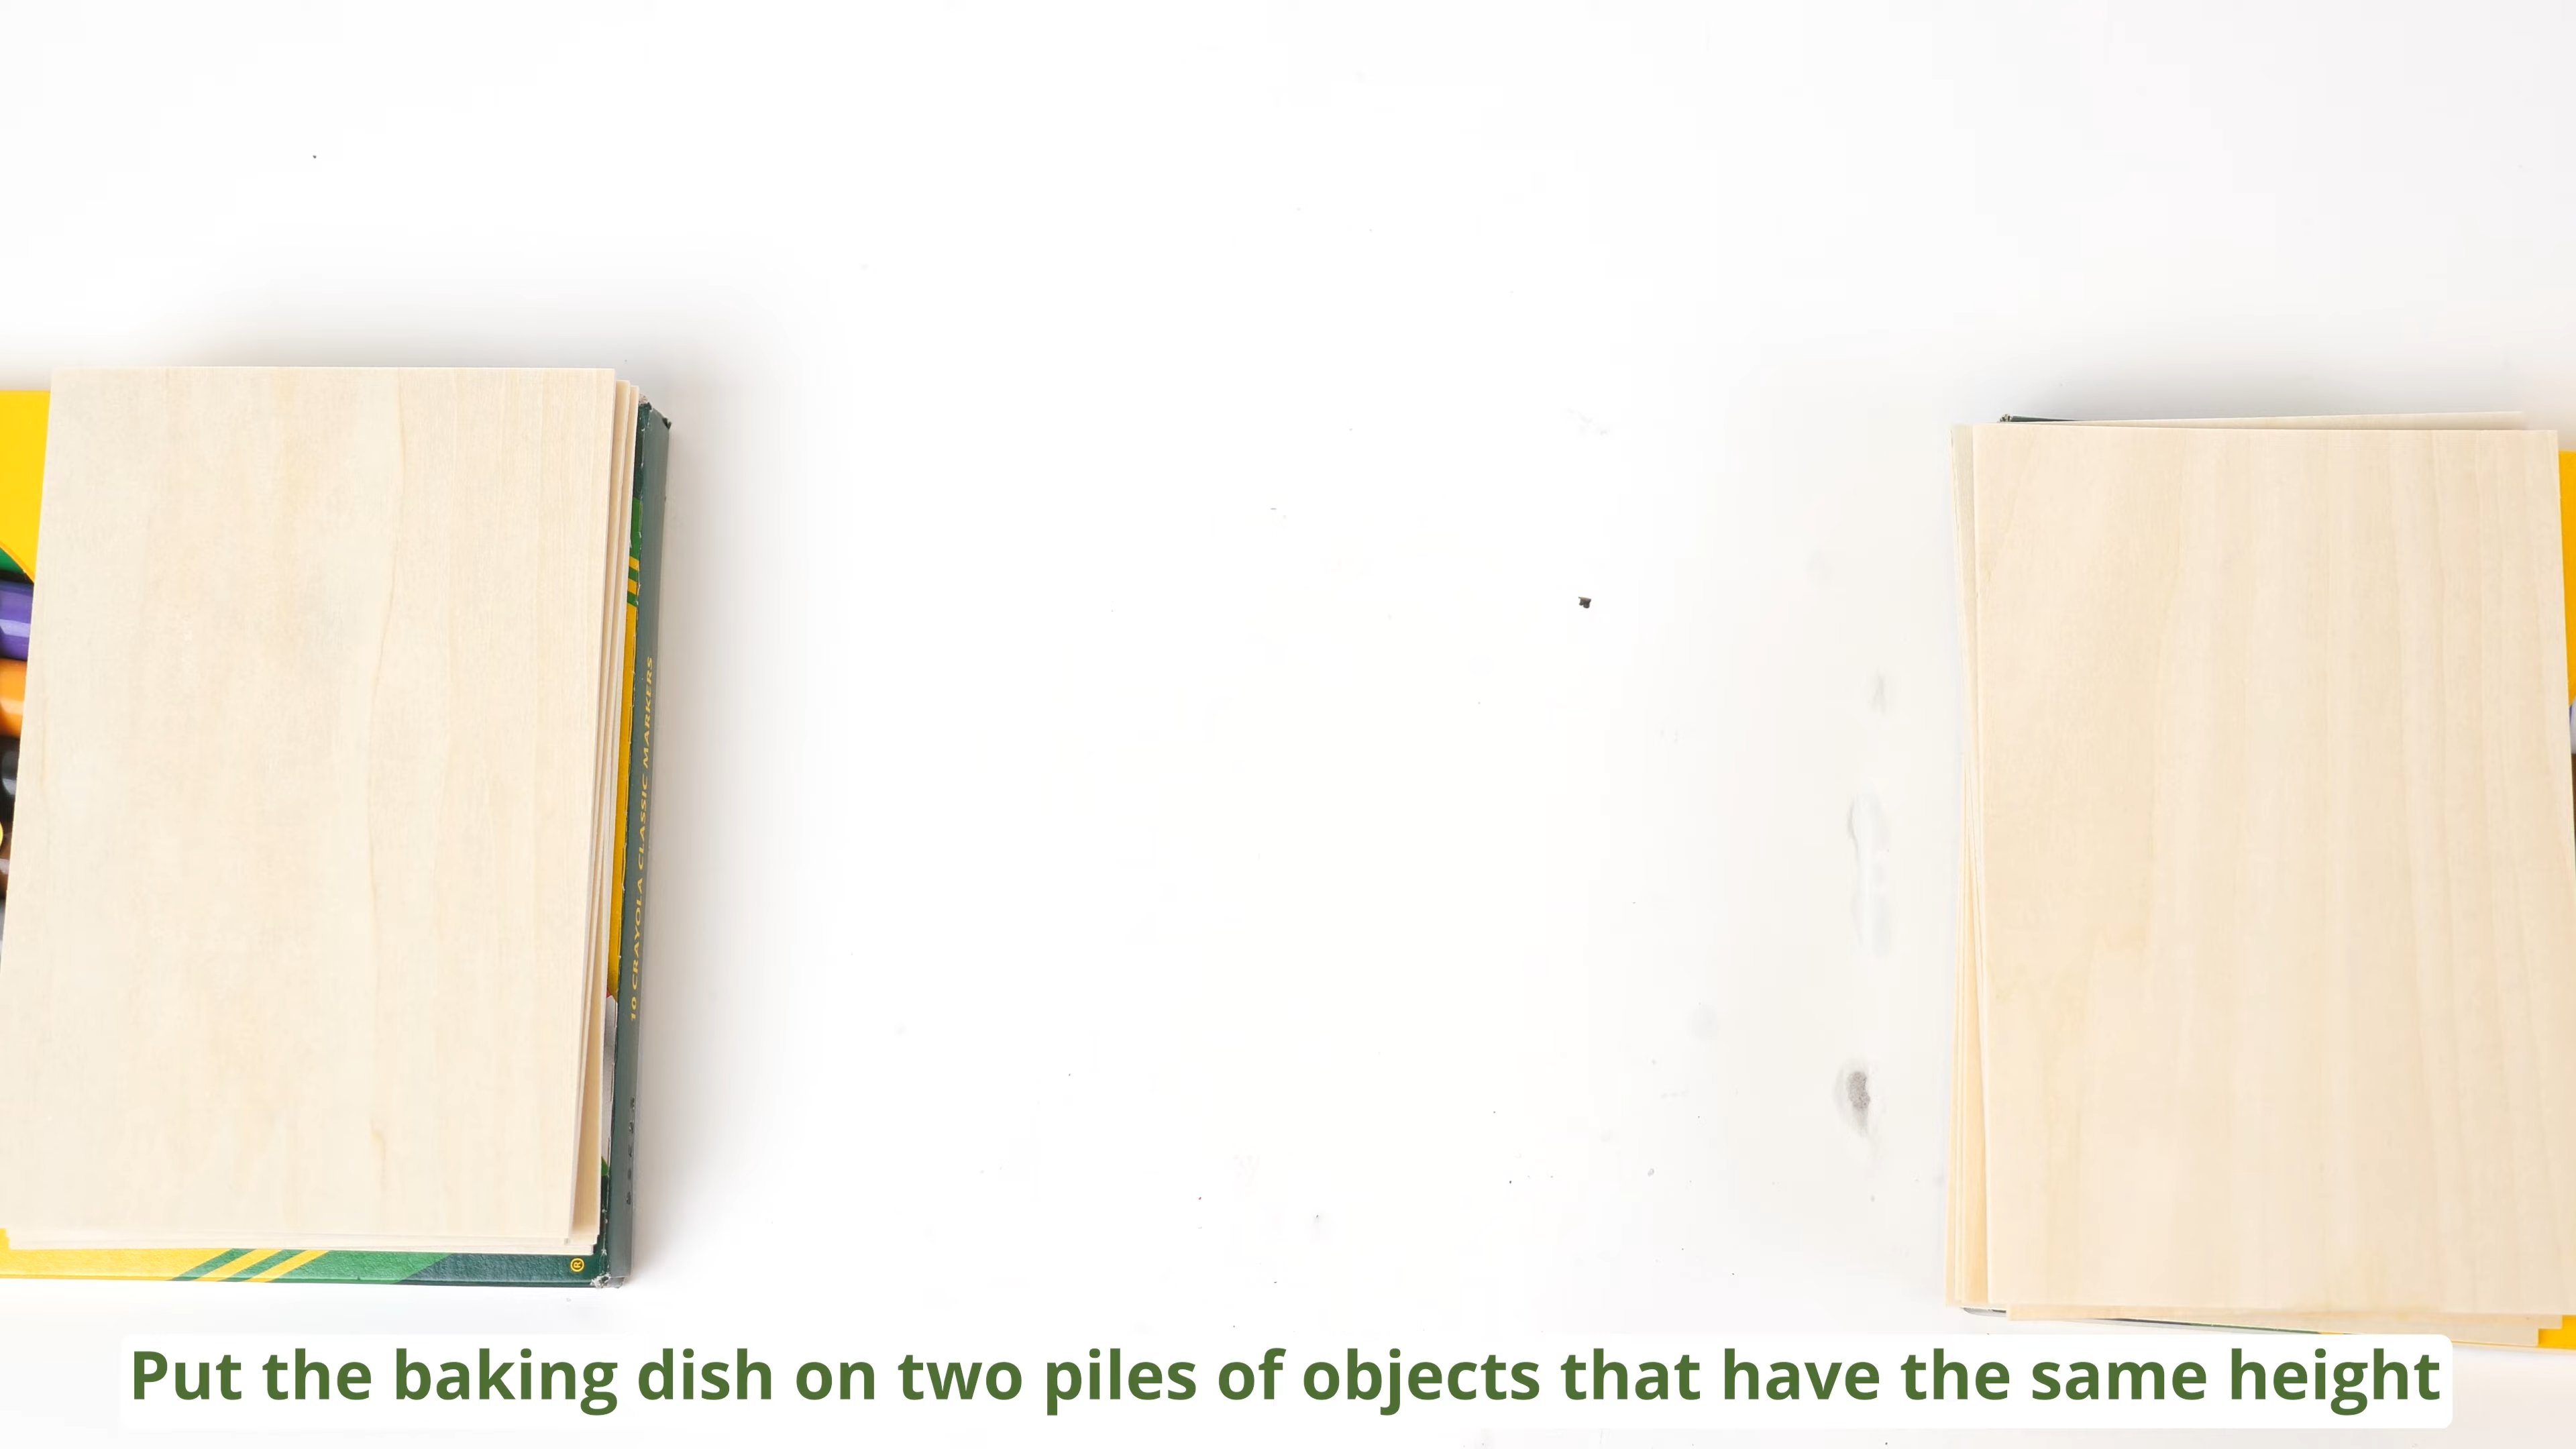 10 CRAYOLA CLASSIC MARKERS
®
Put the baking dish on two piles of objects that have the same height